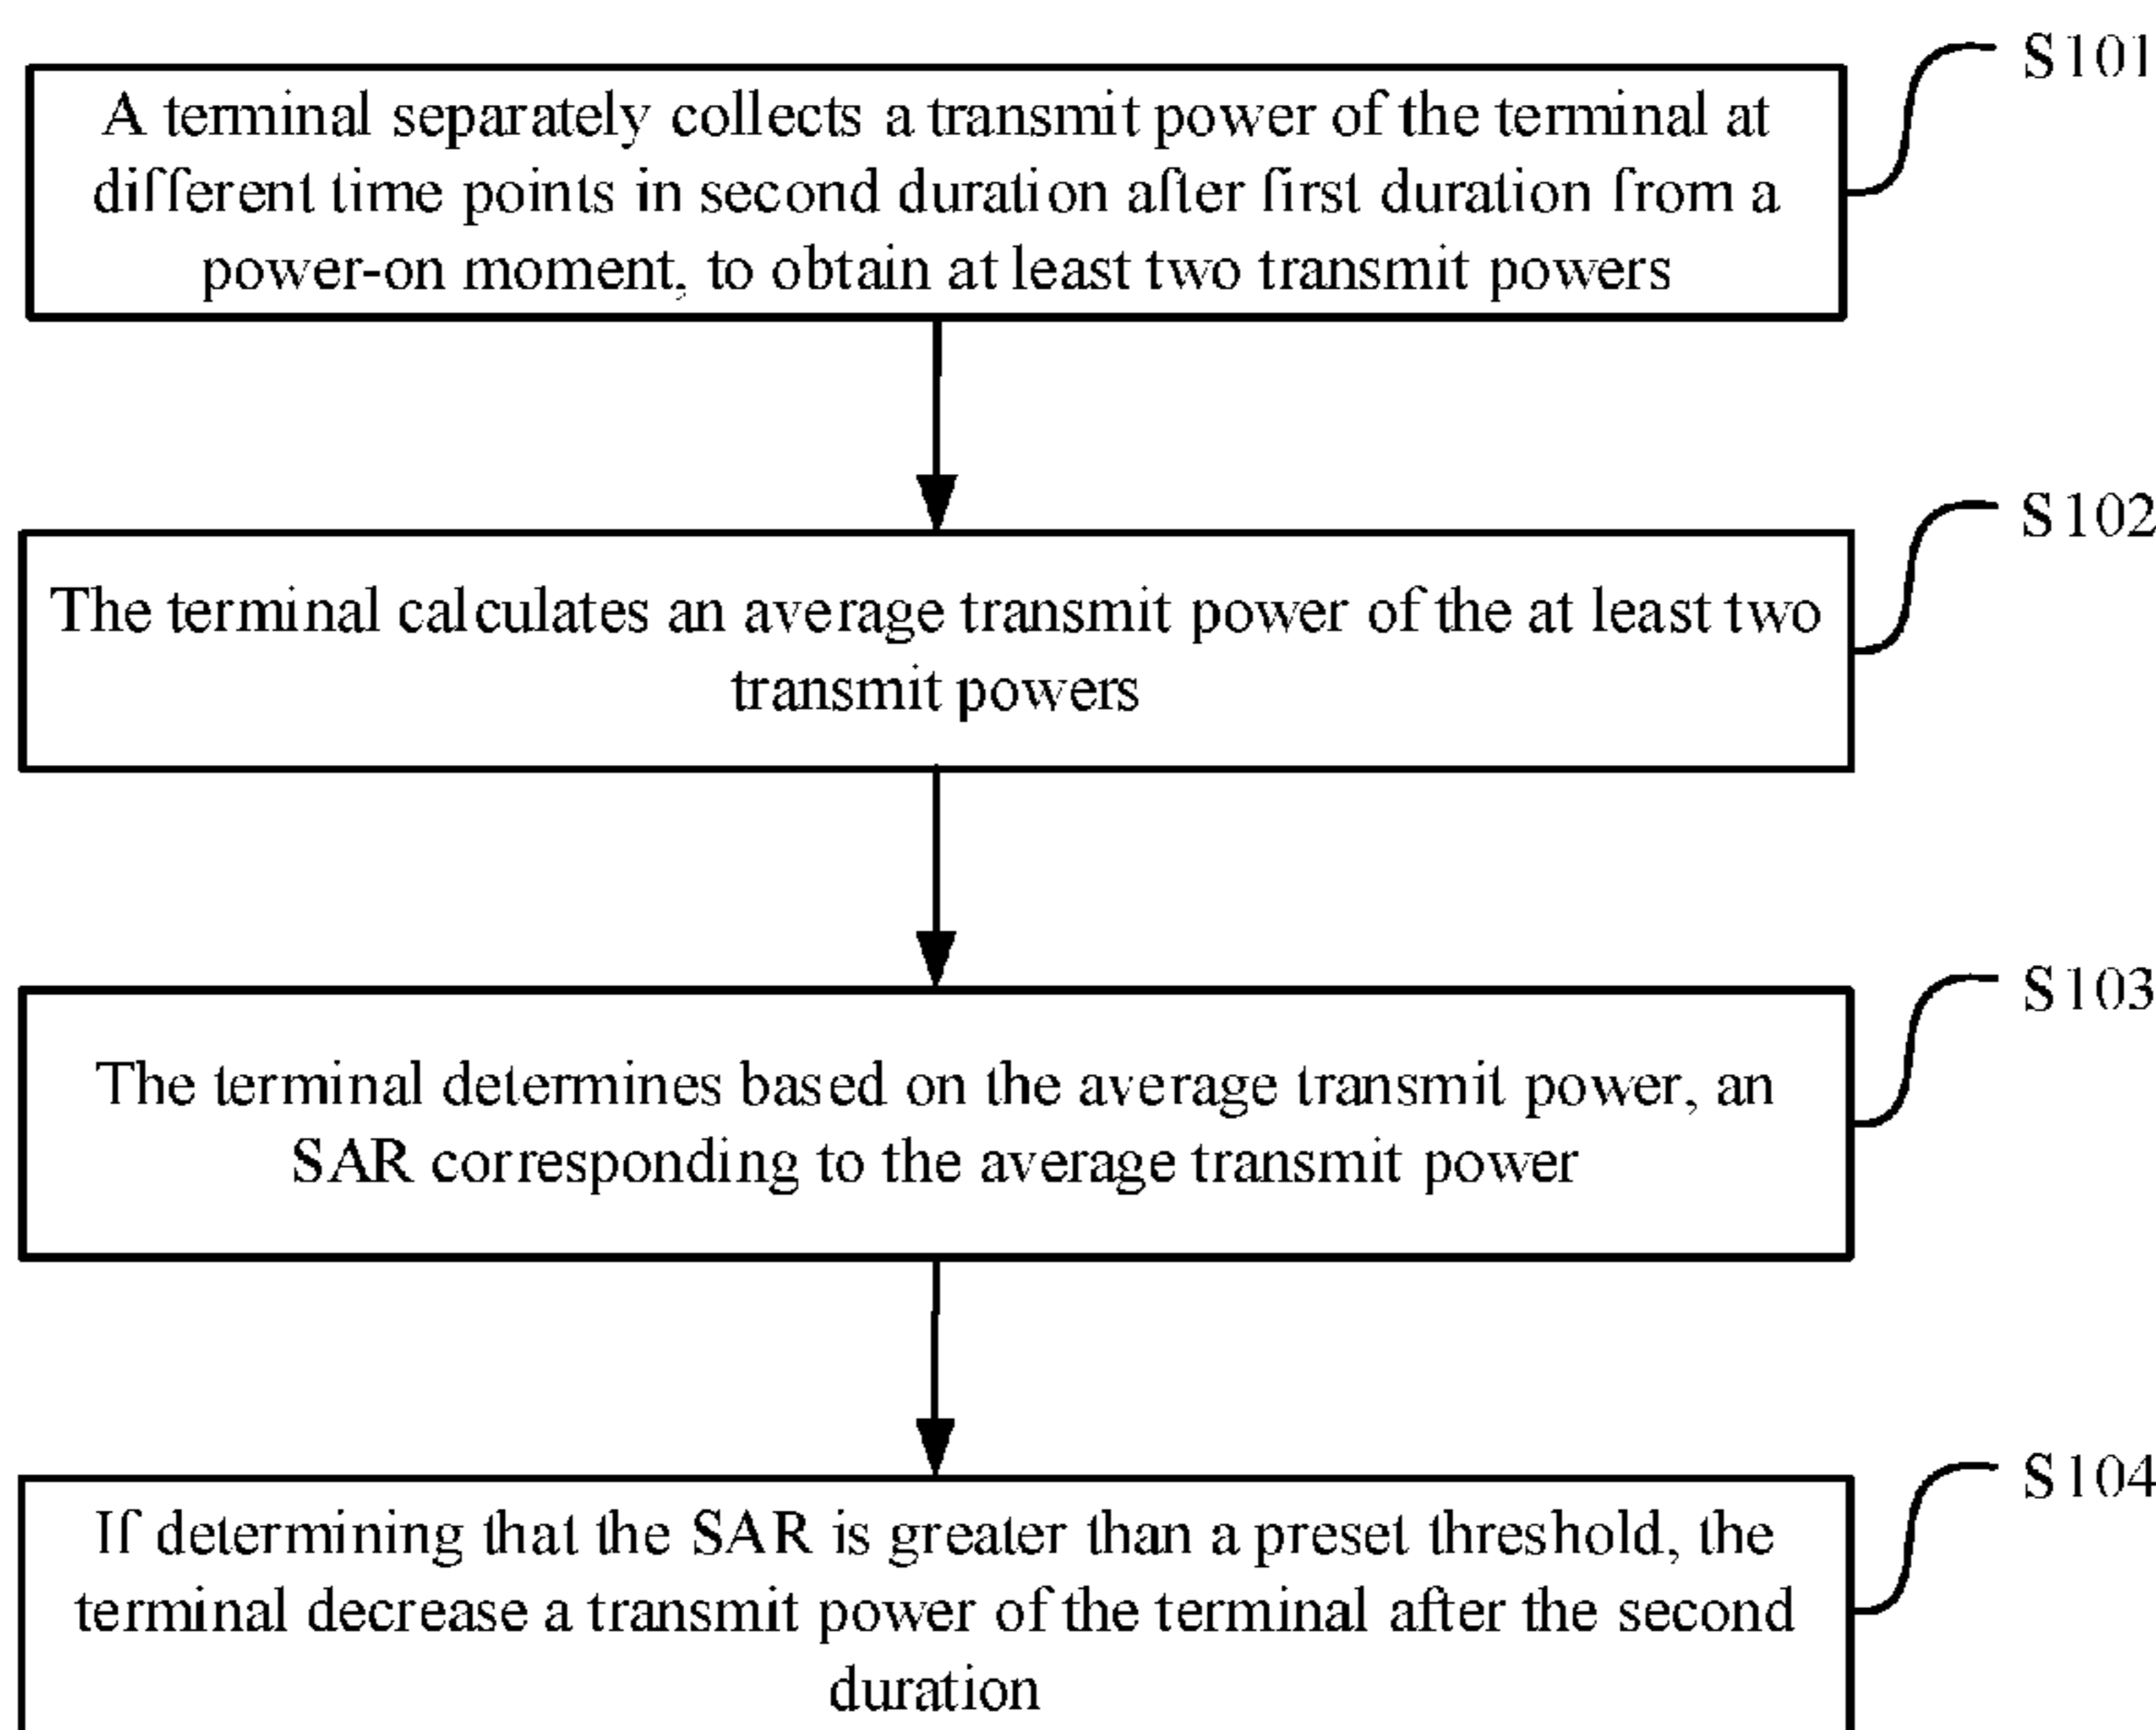 S101
A terminal separately collects a transmit power of the terminal at
different time points in second duration after first duration from a
power-on moment, to obtain at least two transmit powers
S102
The terminal calculates an average transmit power of the at least two
transmit powers
S103
The terminal determines based on the average transmit power, an
SAR corresponding to the average transmit power
S104
If determining that the SAR is greater than a preset threshold, the
terminal decrease a transmit power of the terminal after the second
duration